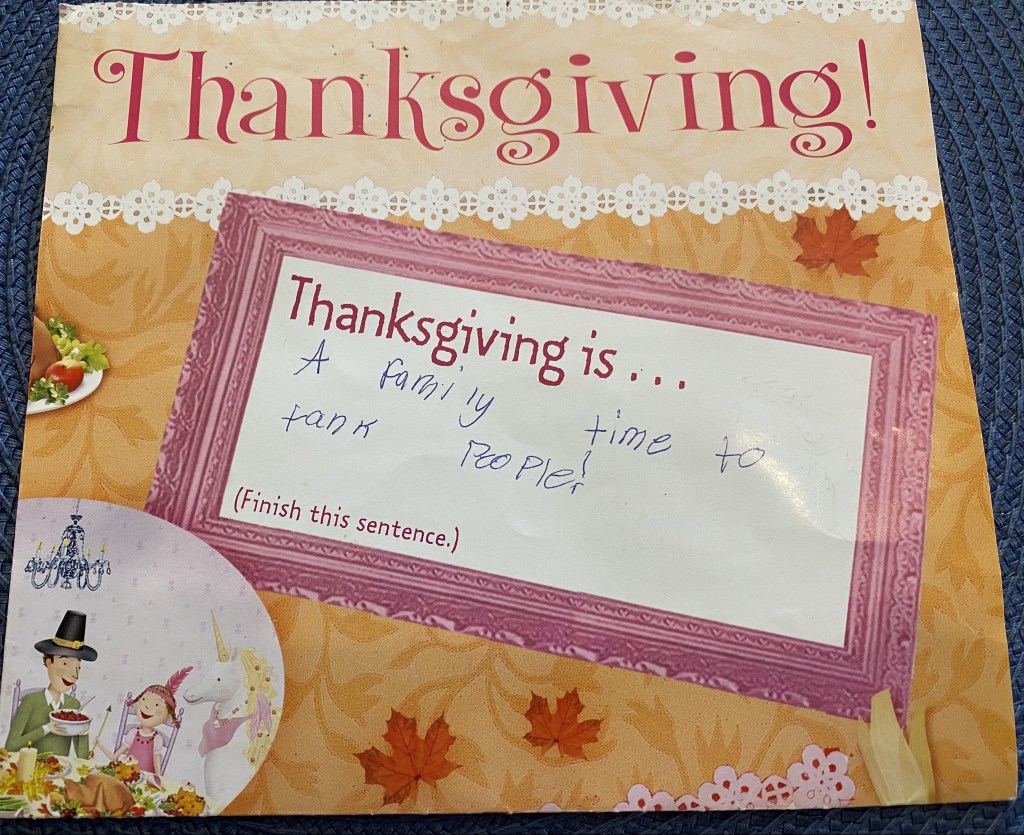 Thanksgiving!
Thanksgiving is . . .
A family time to
tank People!
(Finish this sentence.)